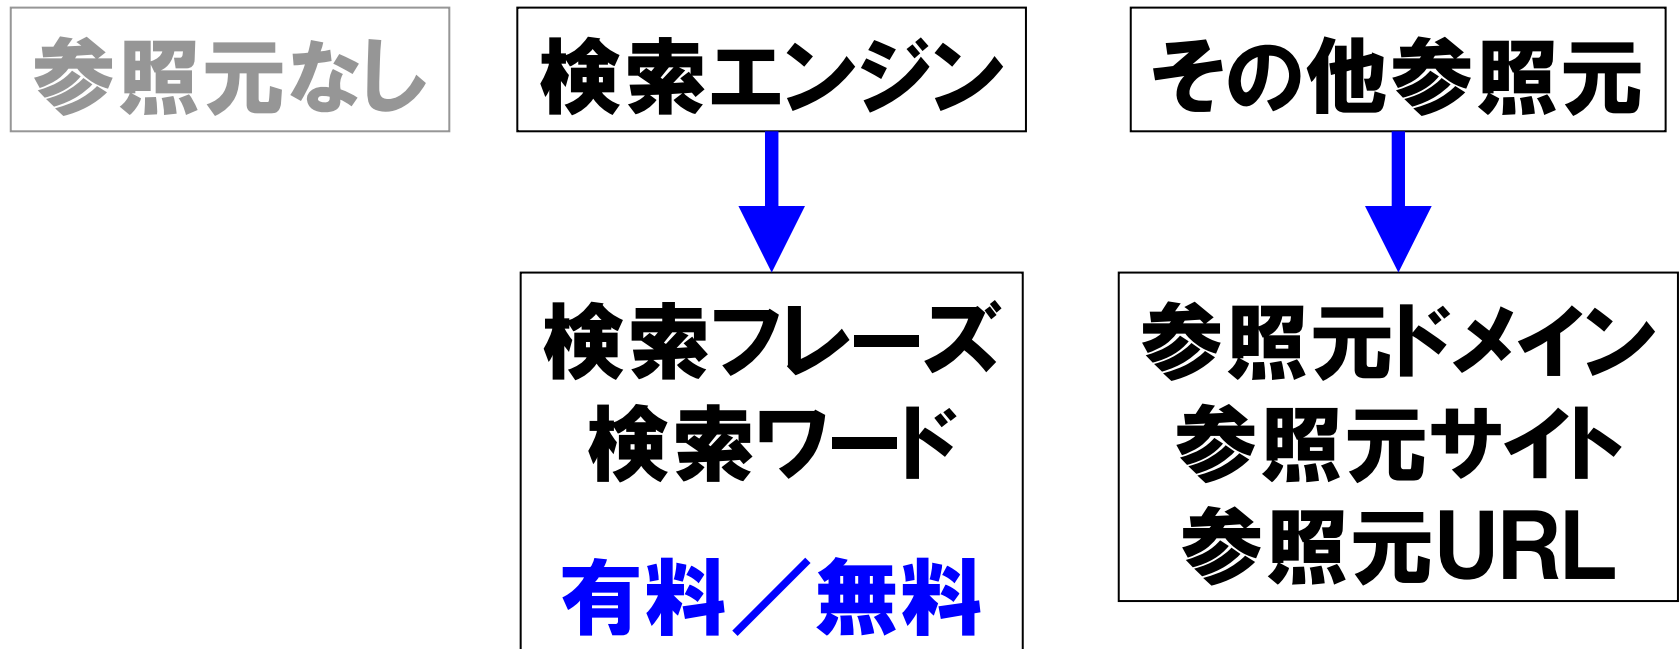 参照元なし
検索エンジン
その他参照元
検索フレーズ
検索ワード
有料／無料
参照元ドメイン
参照元サイト
参照元URL